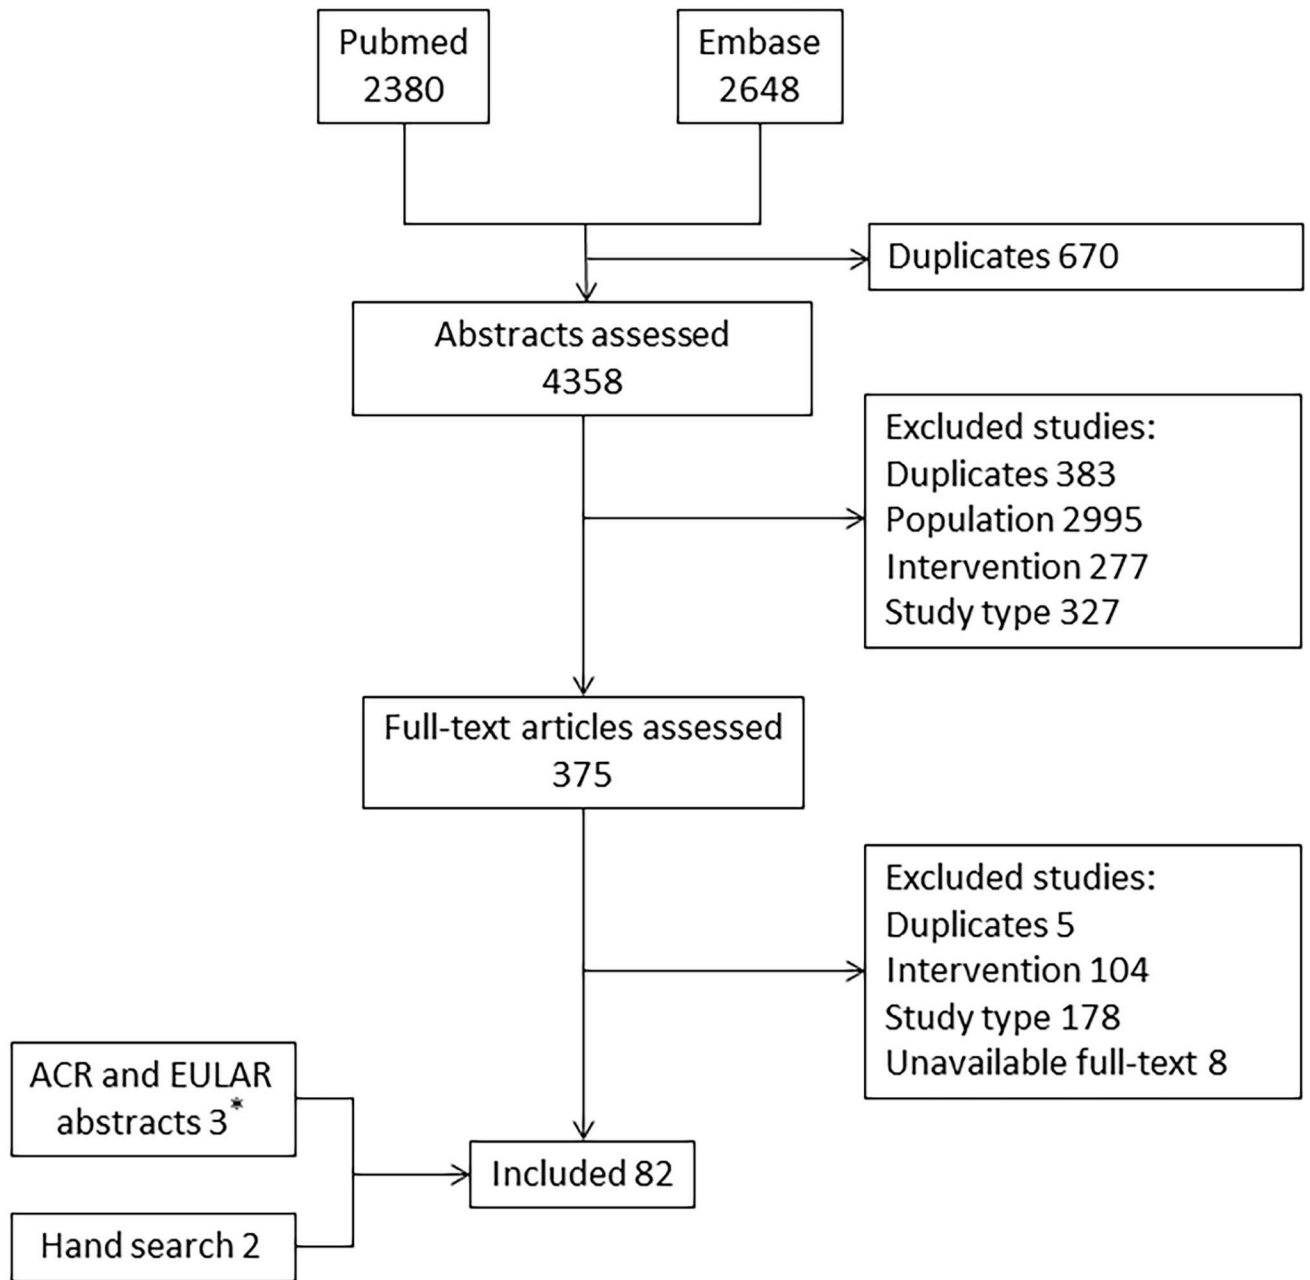 Pubmed
2380
Embase
2648
Duplicates 670
Abstracts assessed
4358
Excluded studies:
Duplicates 383
Population 2995
Intervention 277
Study type 327
Full-text articles assessed
375
Excluded studies:
Duplicates 5
Intervention 104
Study type 178
Unavailable full-text 8
ACR and EULAR
abstracts 3*
Included 82
Hand search 2